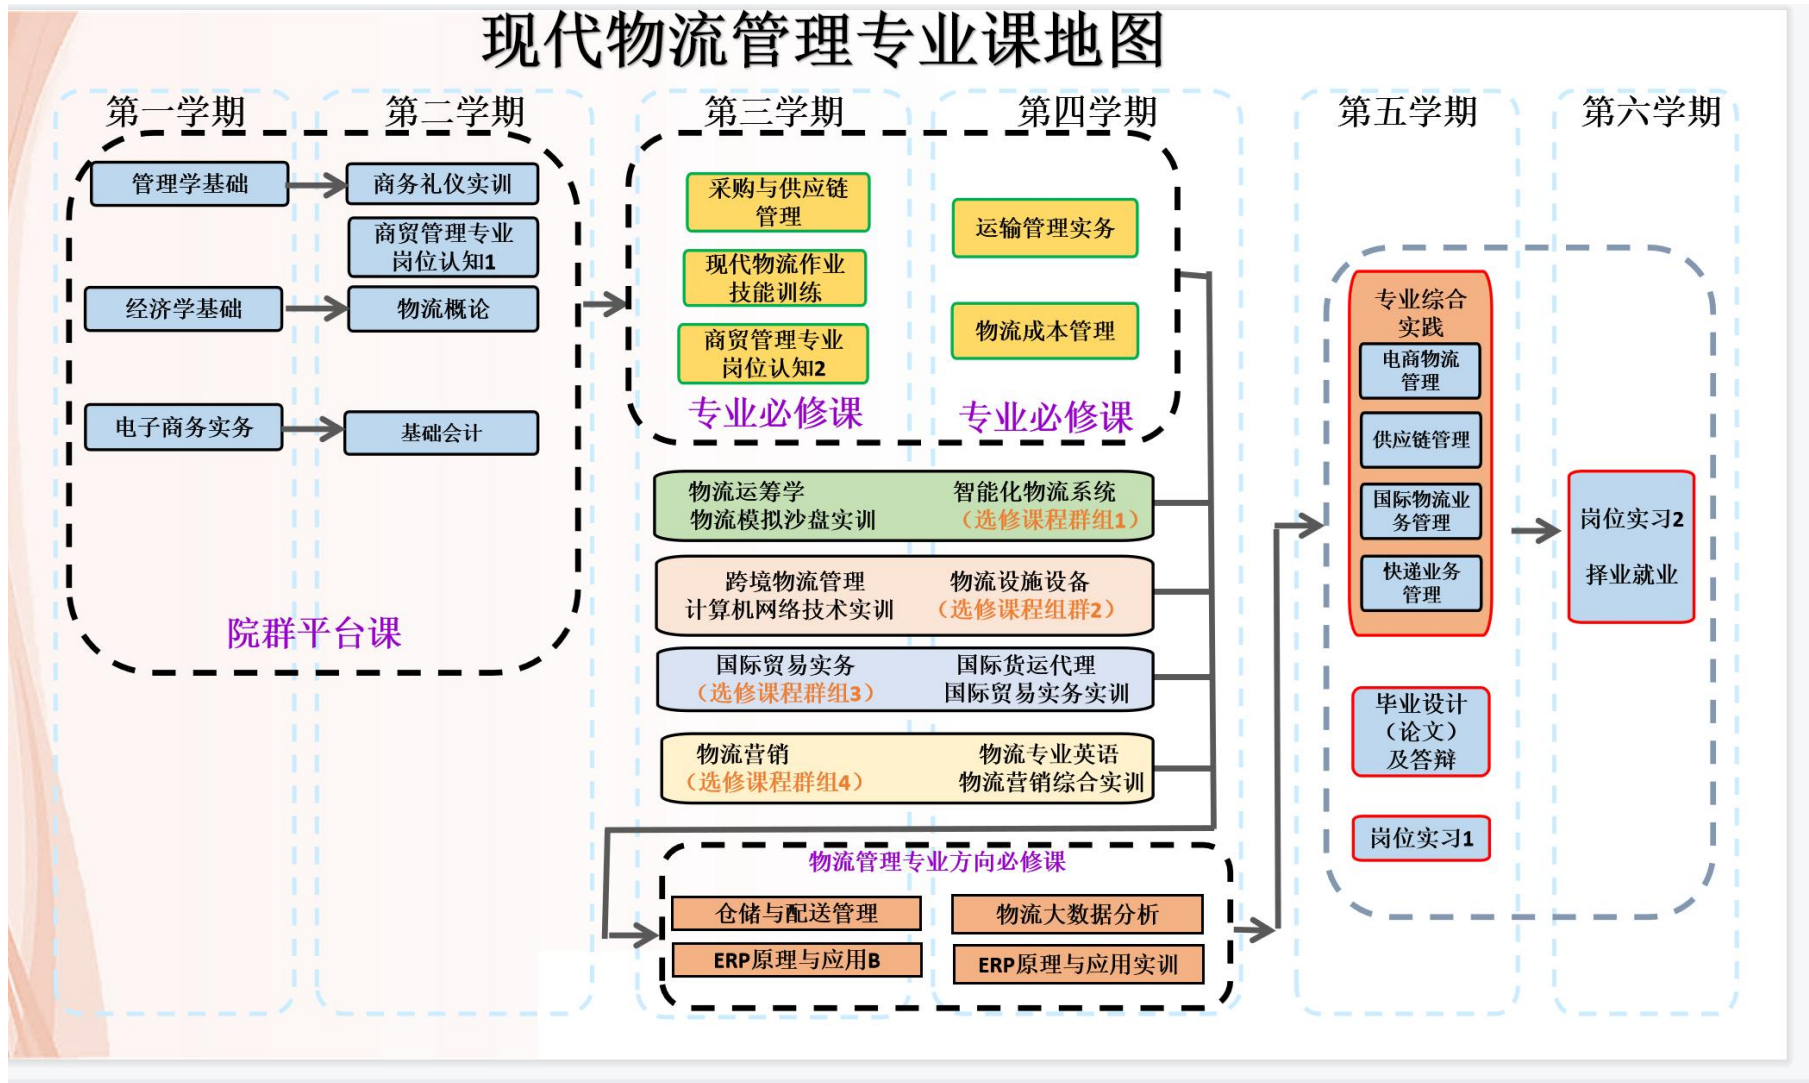 现代物流管理专业课地图
第一学期
第二学期
第三学期
第四学期
第五学期
第六学期
管理学基础
商务礼仪实训
商贸管理专业
岗位认知1
经济学基础
物流概论
电子商务实务
基础会计
院群平台课
采购与供应链
管理
现代物流作业
技能训练
商贸管理专业
岗位认知2
专业必修课
运输管理实务
物流成本管理
专业必修课
物流运筹学
智能化物流系统
物流模拟沙盘实训
（选修课程群组1）
跨境物流管理
物流设施设备
计算机网络技术实训
（选修课程组群2）
国际贸易实务
国际货运代理
（选修课程群组3）
国际贸易实务实训
物流营销
物流专业英语
（选修课程群组4）
物流营销综合实训
物流管理专业方向必修课
仓储与配送管理
物流大数据分析
ERP原理与应用B
ERP原理与应用实训
专业综合
实践
电商物流
管理
供应链管理
国际物流业
务管理
快递业务
管理
毕业设计
（论文）
及答辩
岗位实习1
岗位实习2
择业就业